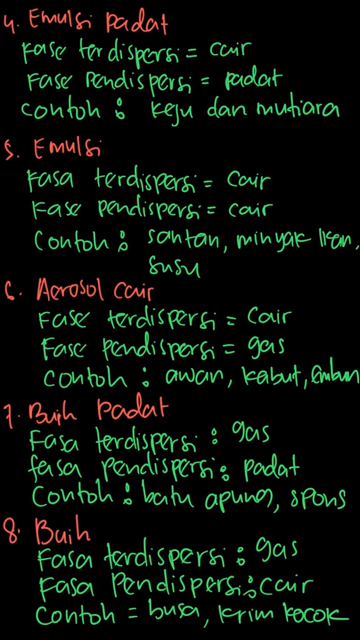 4. Emulsi padat
Fase terdispersi = cair
Fase pendispersi = padat
Contoh : keju dan mutiara
5. Emulsi
Fasa terdispersi = cair
Fase pendispersi = cair
Contoh : santan, minyak ikan,
susu
6. Aerosol cair
Fase terdispersi = cair
Fase pendispersi = gas
Contoh : awan, kabut, embun
7. Buih padat
Fasa terdispersi : gas
fasa pendispersi : padat
Contoh : batu apung, spons
8. Buih
Fasa terdispersi : gas
Fasa Pendispersi : cair
Contoh = busa, krim kocok